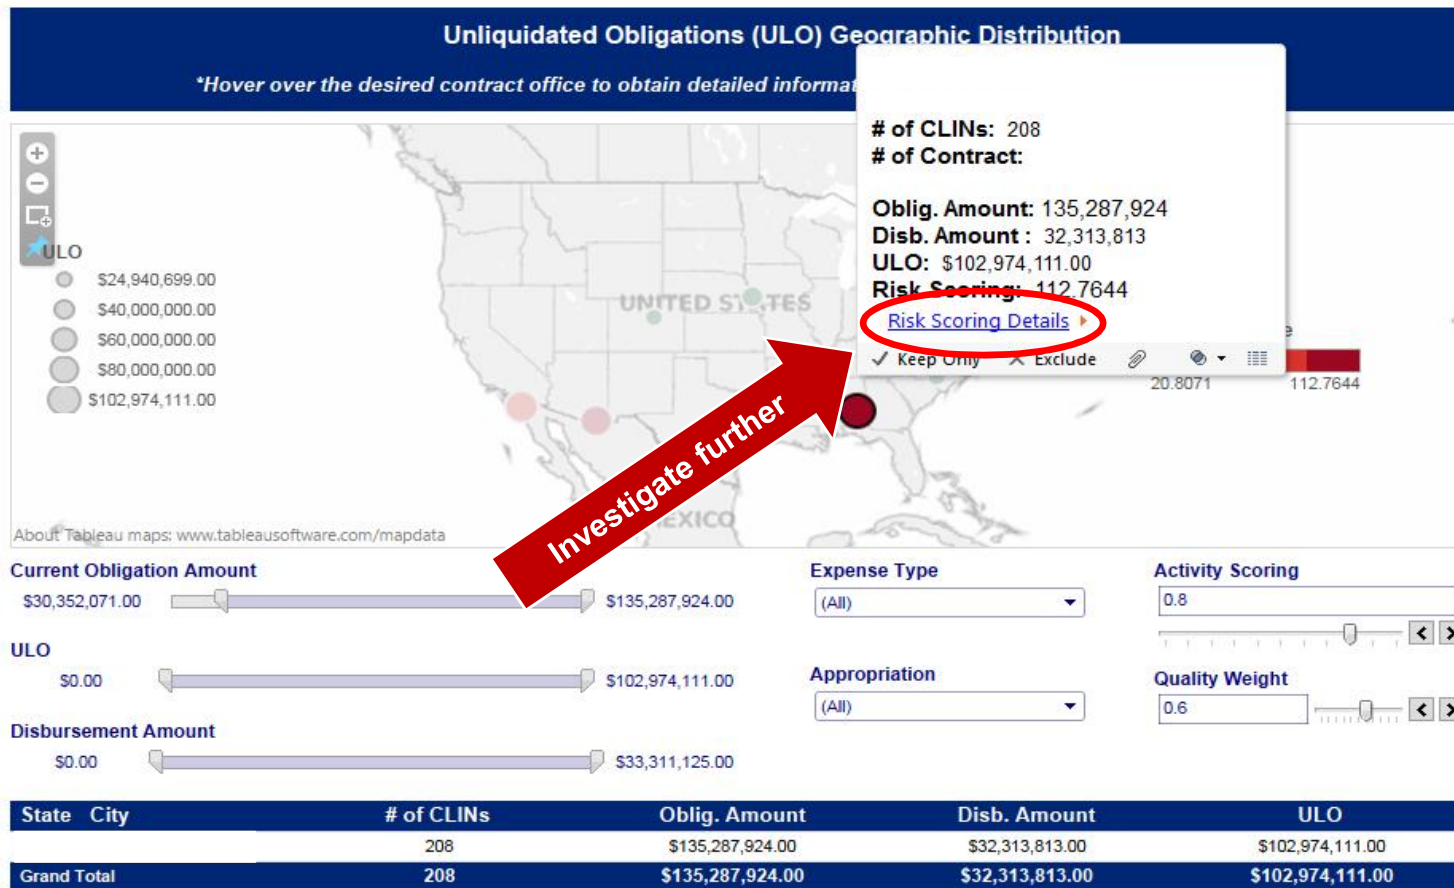 Unliquidated Obligations (ULO) Geographic Distribution
*Hover over the desired contract office to obtain detailed informat
# of CLINs: 208
# of Contract:
Oblig. Amount: 135,287,924
Disb. Amount : 32,313,813
ULO: $102,974,111.00
Risk Scoring: 112.7644
Risk Scoring Details
Keep Only Exclude
20.8071 112.7644
ULO
$24,940,699.00
$40,000,000.00
$60,000,000.00
$80,000,000.00
$102,974,111.00
UNITED STATES
MEXICO
Investigate further
About Tableau maps: www.tableausoftware.com/mapdata
Current Obligation Amount
$30,352,071.00 $135,287,924.00
ULO
$0.00 $102,974,111.00
Disbursement Amount
$0.00 $33,311,125.00
Expense Type
(All)
Appropriation
(All)
Activity Scoring
0.8
Quality Weight
0.6
State City # of CLINs Oblig. Amount Disb. Amount ULO
208 $135,287,924.00 $32,313,813.00 $102,974,111.00
Grand Total 208 $135,287,924.00 $32,313,813.00 $102,974,111.00